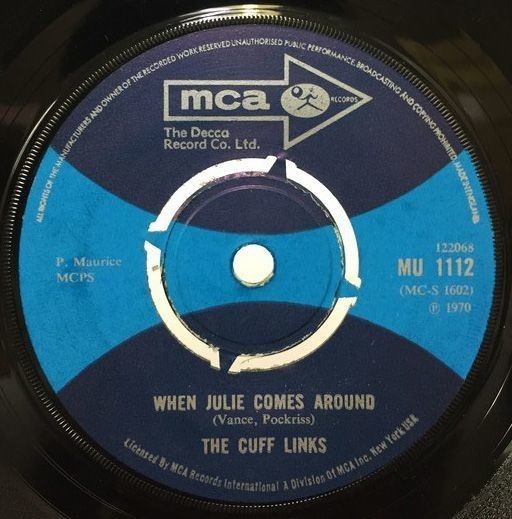 ALL RIGHTS OF THE MANUFACTURERS AND OWNER OF THE RECORDED WORK RESERVED UNAUTHORISED PUBLIC PERFORMANCE, BROADCASTING AND COPYING PROHIBITED MADE IN ENGLAND
mca
RECORDS
The Decca
Record Co. Ltd.
P. Maurice
MCPS
122068
MU 1112
(MC-S 1602)
℗ 1970
WHEN JULIE COMES AROUND
(Vance, Pockriss)
THE CUFF LINKS
Licensed By MCA Records International A Division Of MCA Inc. New York USA